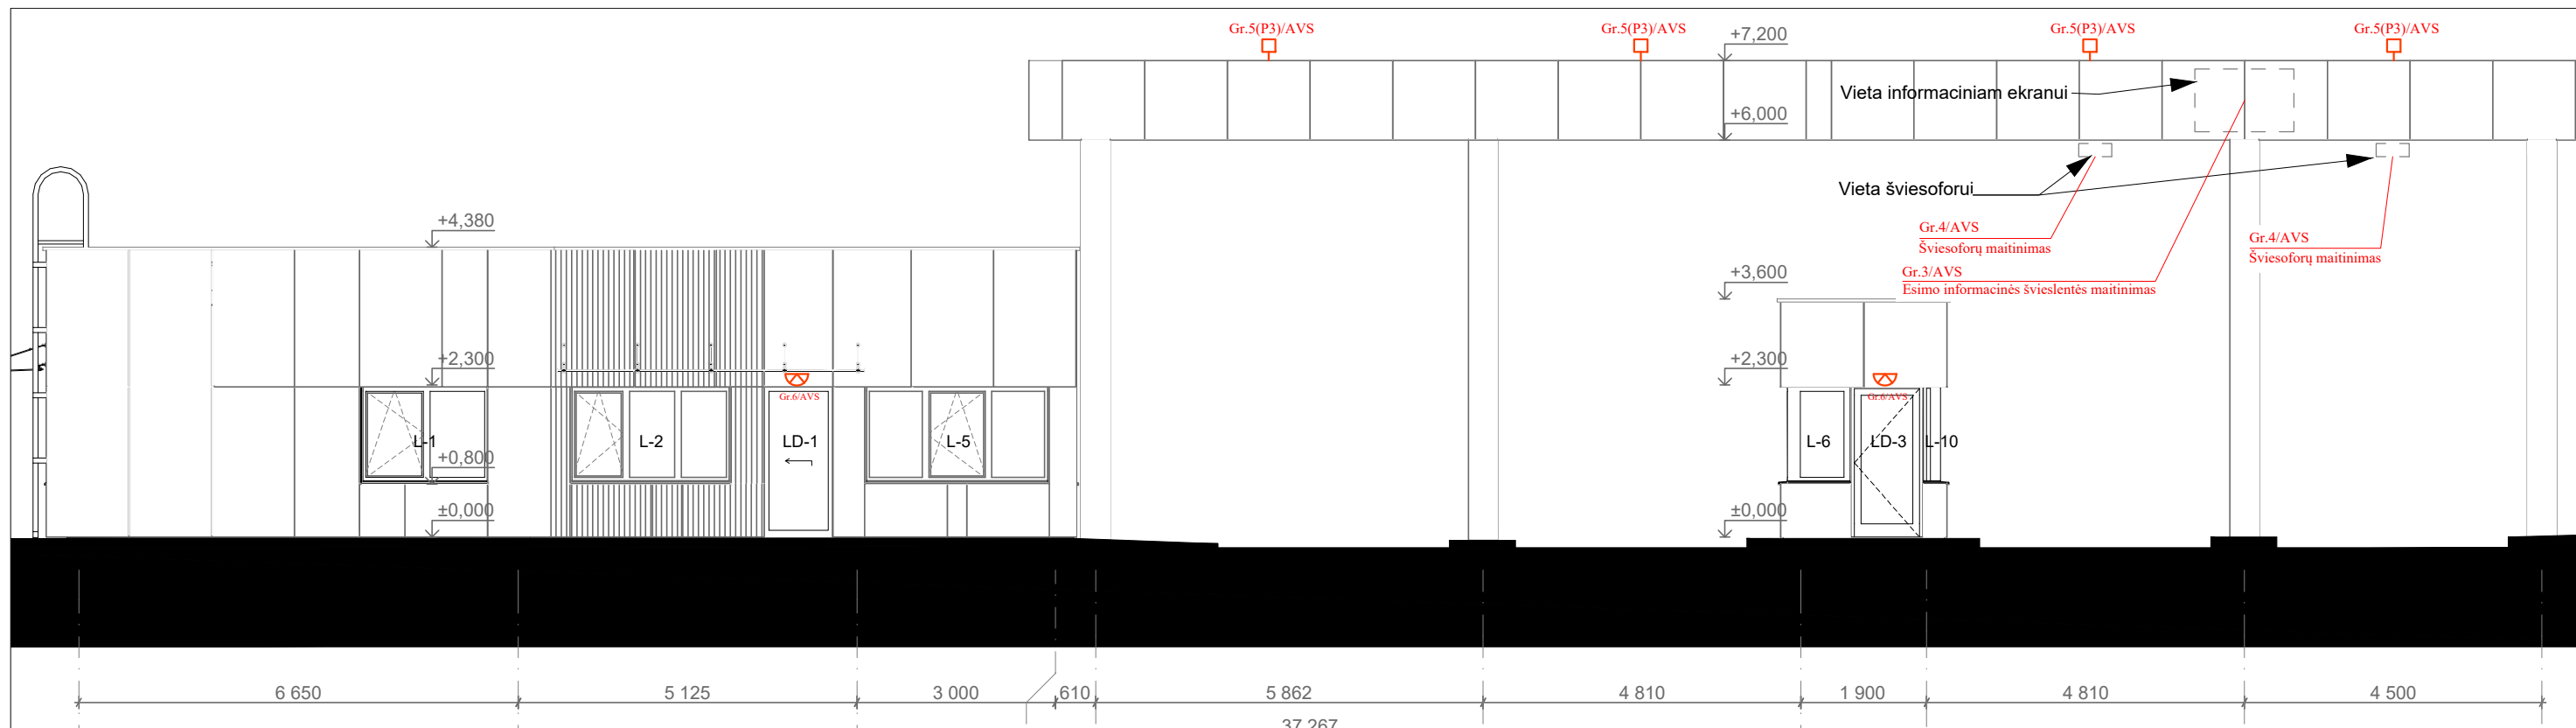 Gr.5(P3)/AVS
Gr.5(P3)/AVS
Gr.5(P3)/AVS
Gr.5(P3)/AVS
+7,200
Vieta informaciniam ekranui
+6,000
Vieta šviesoforui
+4,380
Gr.4/AVS
Šviesoforų maitinimas
Gr.4/AVS
Šviesoforų maitinimas
Gr.3/AVS
Esimo informacinės švieslentės maitinimas
+3,600
+2,300
+2,300
Gr.6/AVS
Gr.6/AVS
L-1
L-2
LD-1
L-5
L-6
LD-3
L-10
+0,800
±0,000
±0,000
6 650
5 125
3 000
610
5 862
4 810
1 900
4 810
4 500
37 267